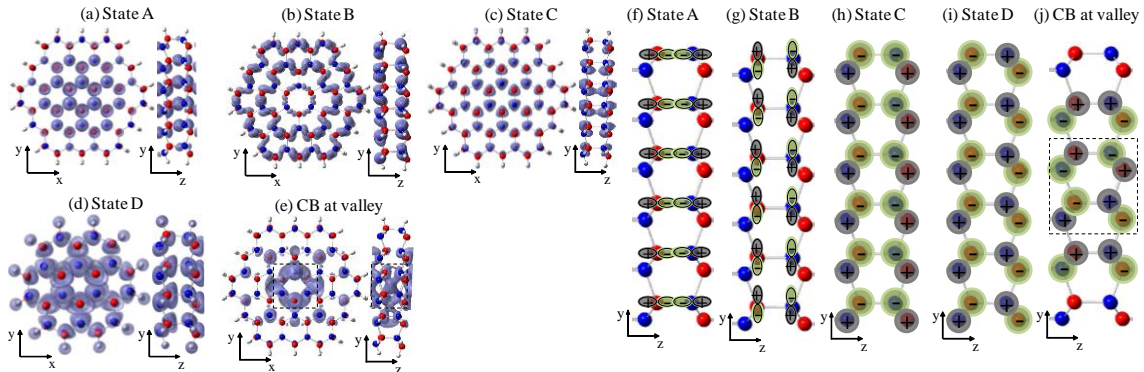 (a) State A
(b) State B
(c) State C
(f) State A
(g) State B
(h) State C
(i) State D
(j) CB at valley
y
x
y
z
y
x
y
z
y
x
y
z
(d) State D
(e) CB at valley
y
x
y
z
y
x
y
z
y
z
y
z
y
z
y
z
y
z